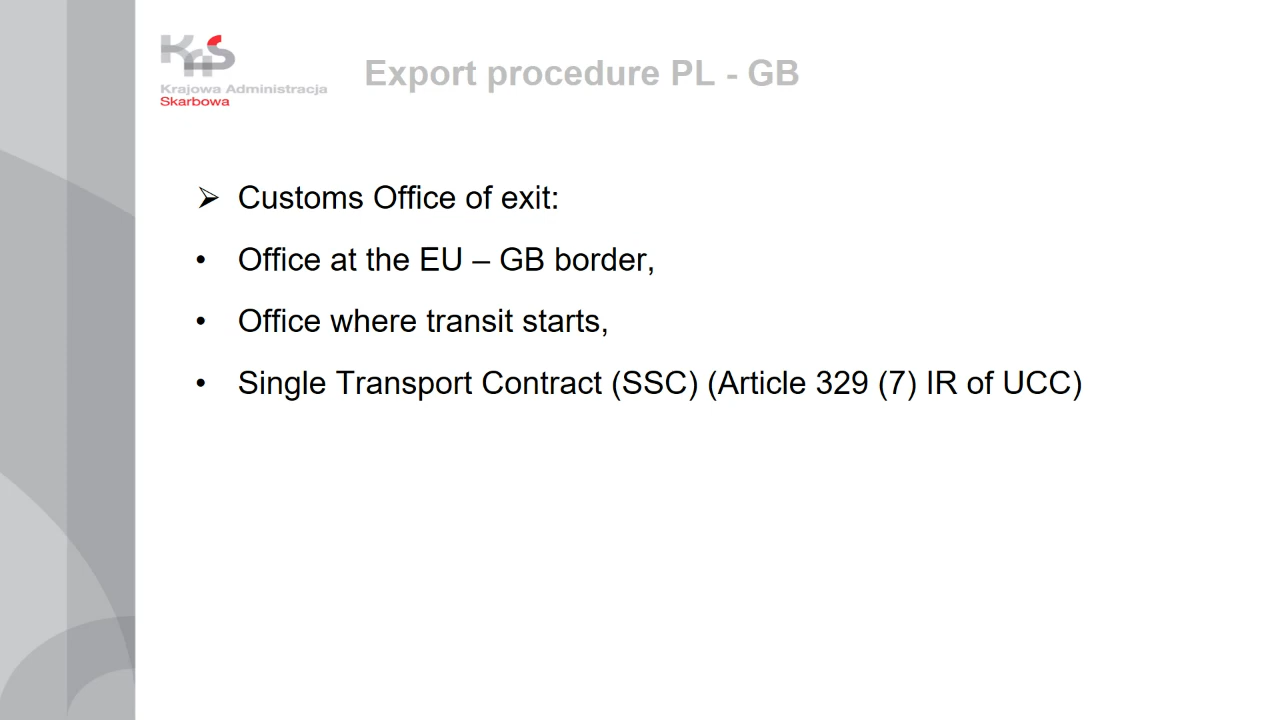 KAS
Krajowa Administracja
Skarbowa
Export procedure PL - GB
➢ Customs Office of exit:
• Office at the EU – GB border,
• Office where transit starts,
• Single Transport Contract (SSC) (Article 329 (7) IR of UCC)